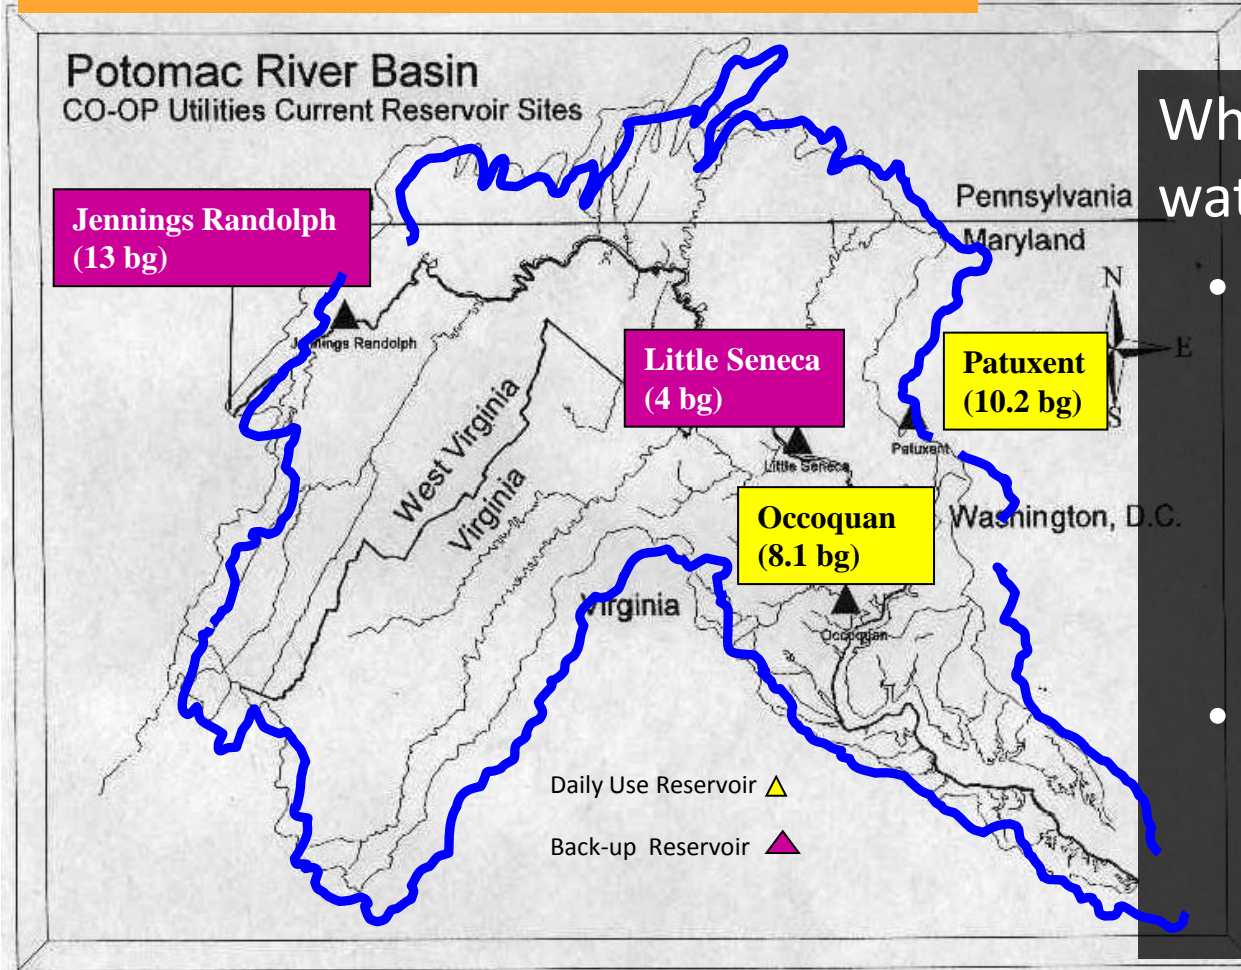 Potomac River Basin
CO-OP Utilities Current Reservoir Sites
Wh
wat
•
•
Pennsylvania
Maryland
Jennings Randolph
(13 bg)
Jennings Randolph
N
E
S
Little Seneca
(4 bg)
Little Seneca
Patuxent
(10.2 bg)
Patuxent
West Virginia
Virginia
Occoquan
(8.1 bg)
Occoquan
Washington, D.C.
Virginia
Daily Use Reservoir
Back-up Reservoir